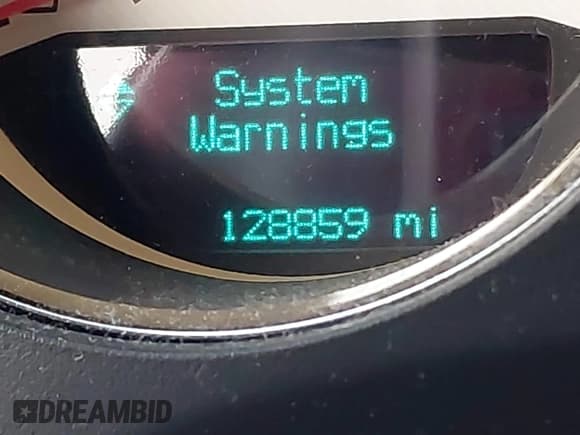 System
Warnings
128859 mi
DREAMBID